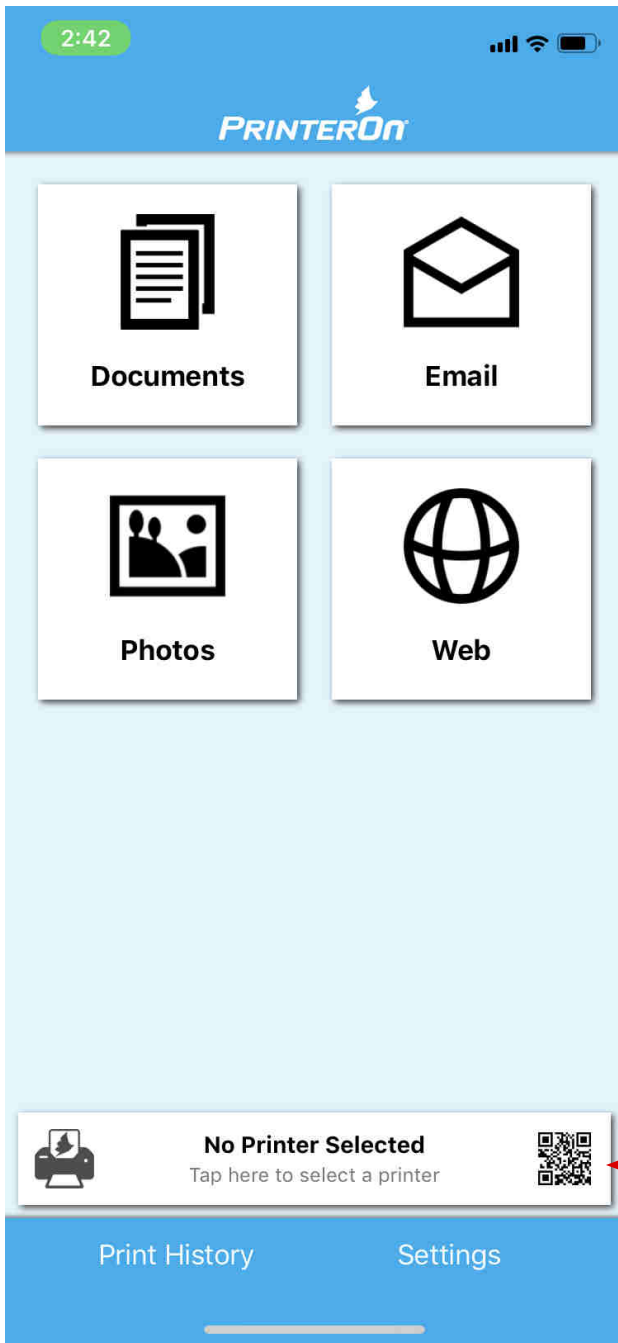 2:42
PRINTERON
Documents
Email
Photos
Web
No Printer Selected
Tap here to select a printer
Print History
Settings